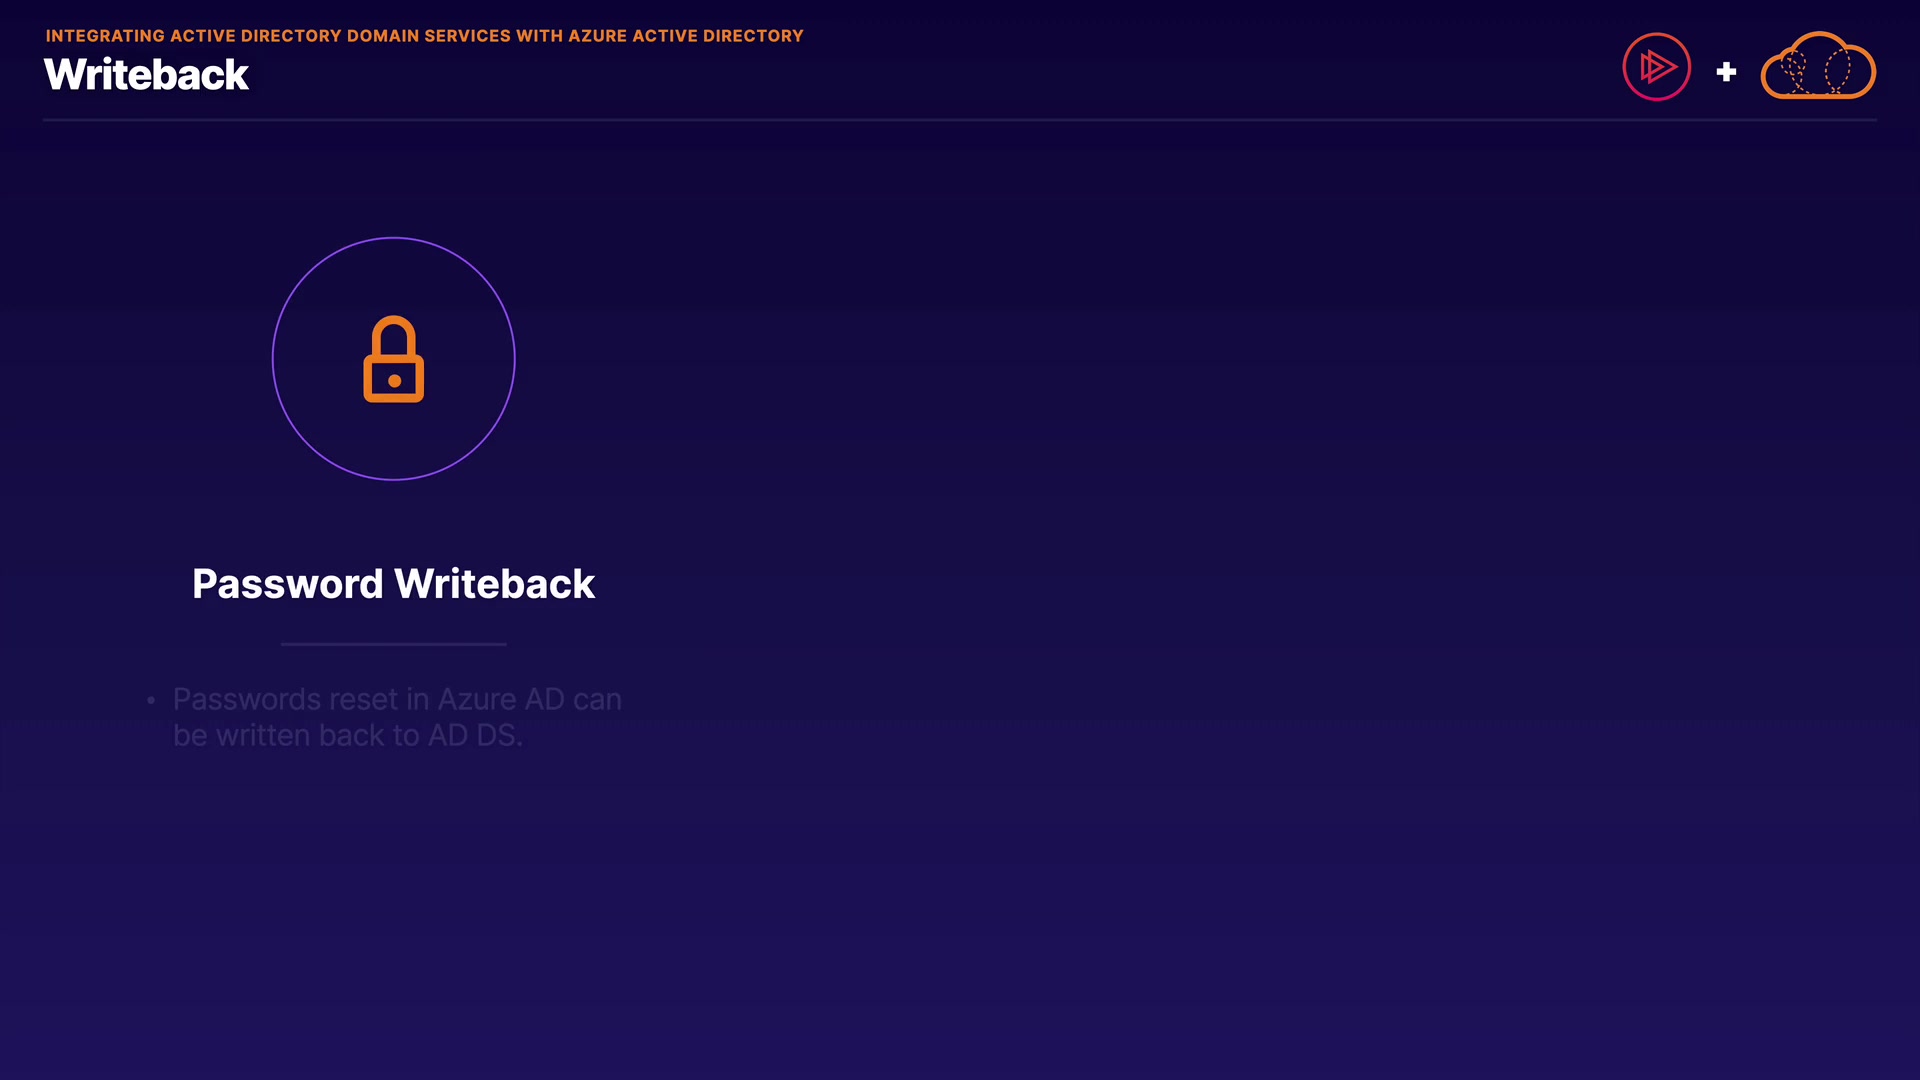 INTEGRATING ACTIVE DIRECTORY DOMAIN SERVICES WITH AZURE ACTIVE DIRECTORY
Writeback
Password Writeback
• Passwords reset in Azure AD can
be written back to AD DS.